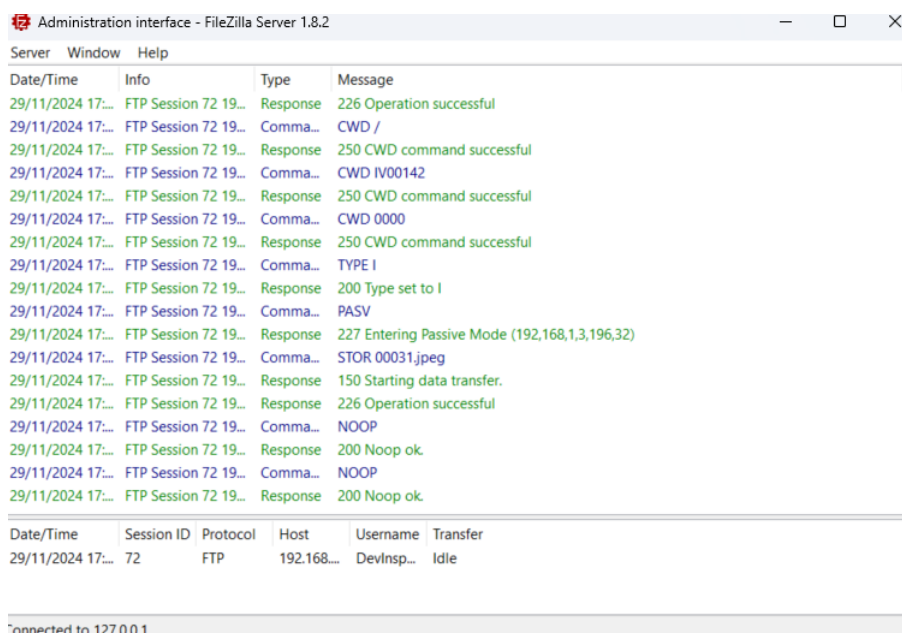 Administration interface - FileZilla Server 1.8.2
Server Window Help
Date/Time Info Type Message
29/11/2024 17:... FTP Session 72 19... Response 226 Operation successful
29/11/2024 17:... FTP Session 72 19... Comma... CWD /
29/11/2024 17:... FTP Session 72 19... Response 250 CWD command successful
29/11/2024 17:... FTP Session 72 19... Comma... CWD IV00142
29/11/2024 17:... FTP Session 72 19... Response 250 CWD command successful
29/11/2024 17:... FTP Session 72 19... Comma... CWD 0000
29/11/2024 17:... FTP Session 72 19... Response 250 CWD command successful
29/11/2024 17:... FTP Session 72 19... Comma... TYPE I
29/11/2024 17:... FTP Session 72 19... Response 200 Type set to I
29/11/2024 17:... FTP Session 72 19... Comma... PASV
29/11/2024 17:... FTP Session 72 19... Response 227 Entering Passive Mode (192,168,1,3,196,32)
29/11/2024 17:... FTP Session 72 19... Comma... STOR 00031.jpeg
29/11/2024 17:... FTP Session 72 19... Response 150 Starting data transfer.
29/11/2024 17:... FTP Session 72 19... Response 226 Operation successful
29/11/2024 17:... FTP Session 72 19... Comma... NOOP
29/11/2024 17:... FTP Session 72 19... Response 200 Noop ok.
29/11/2024 17:... FTP Session 72 19... Comma... NOOP
29/11/2024 17:... FTP Session 72 19... Response 200 Noop ok.
Date/Time Session ID Protocol Host Username Transfer
29/11/2024 17:... 72 FTP 192.168.... DevInsp... Idle
Connected to 127.0.0.1